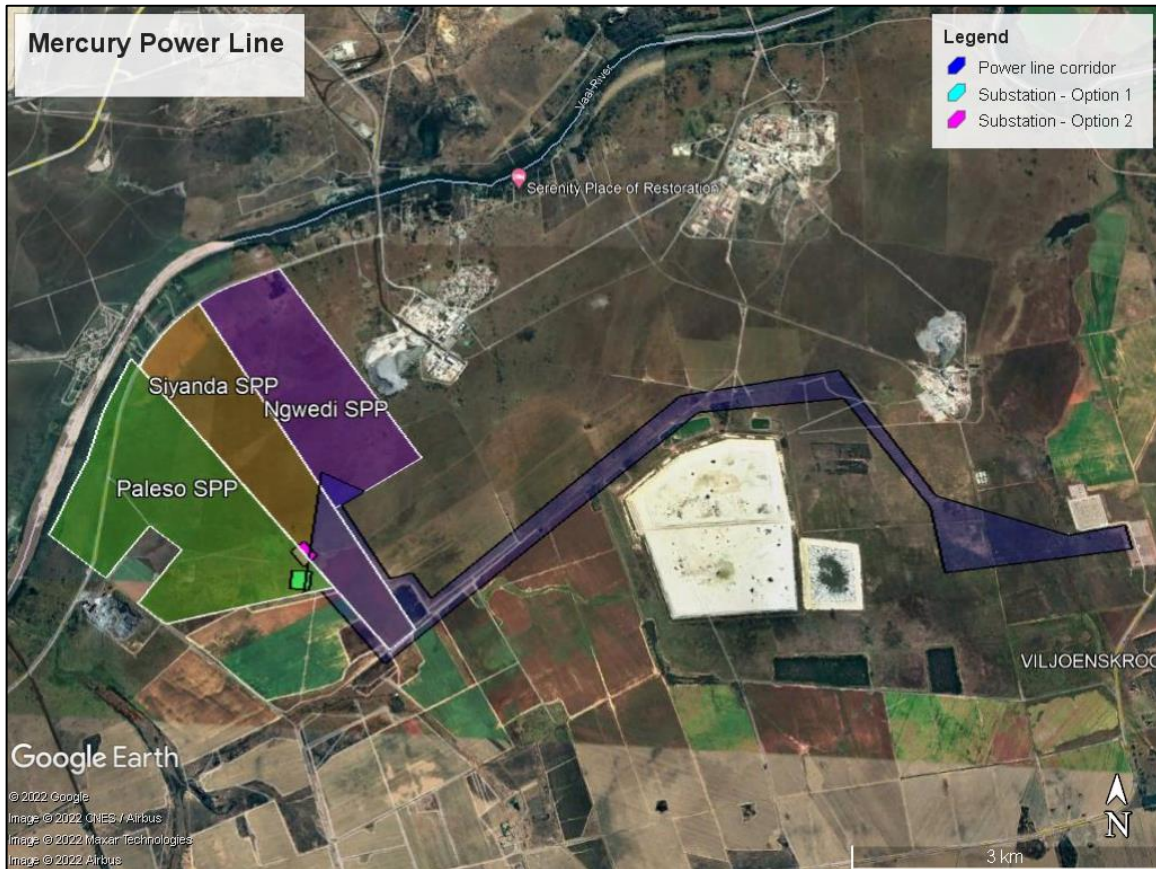 Mercury Power Line
Legend
Power line corridor
Substation - Option 1
Substation - Option 2
Vaal River
Serenity Place of Restoration
Siyanda SPP
Ngwedi SPP
Paleso SPP
VILJOENSKROO
Google Earth
© 2022 Google
Image © 2022 CNES / Airbus
Image © 2022 Maxar Technologies
Image © 2022 Airbus
N
3 km